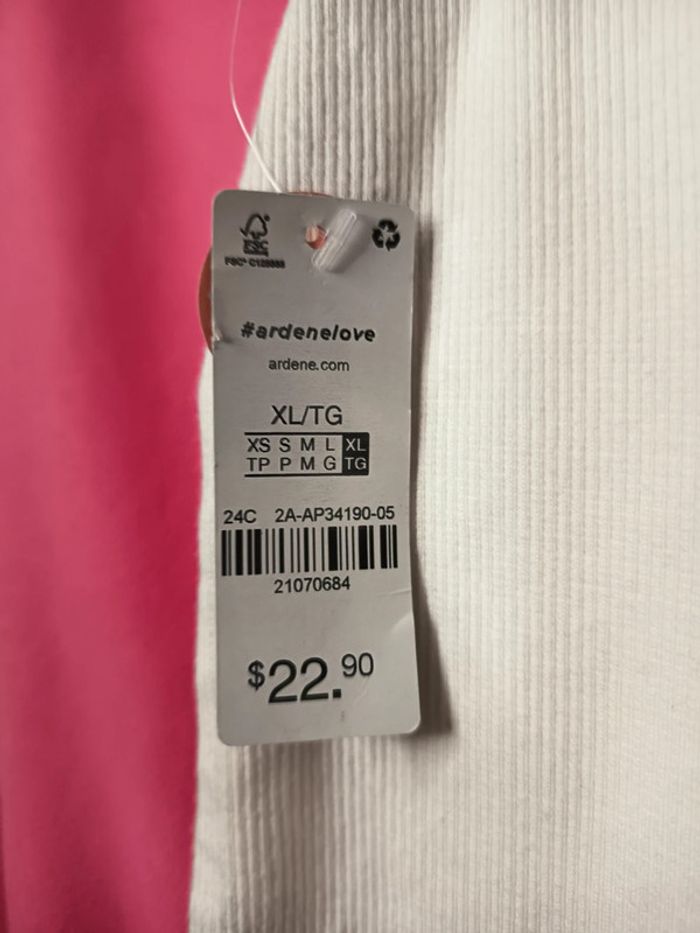 FSC
#ardenelove
ardene.com
XL/TG
XS S M L XL
TP P M G TG
24C 2A-AP34190-05
21070684
$22.90